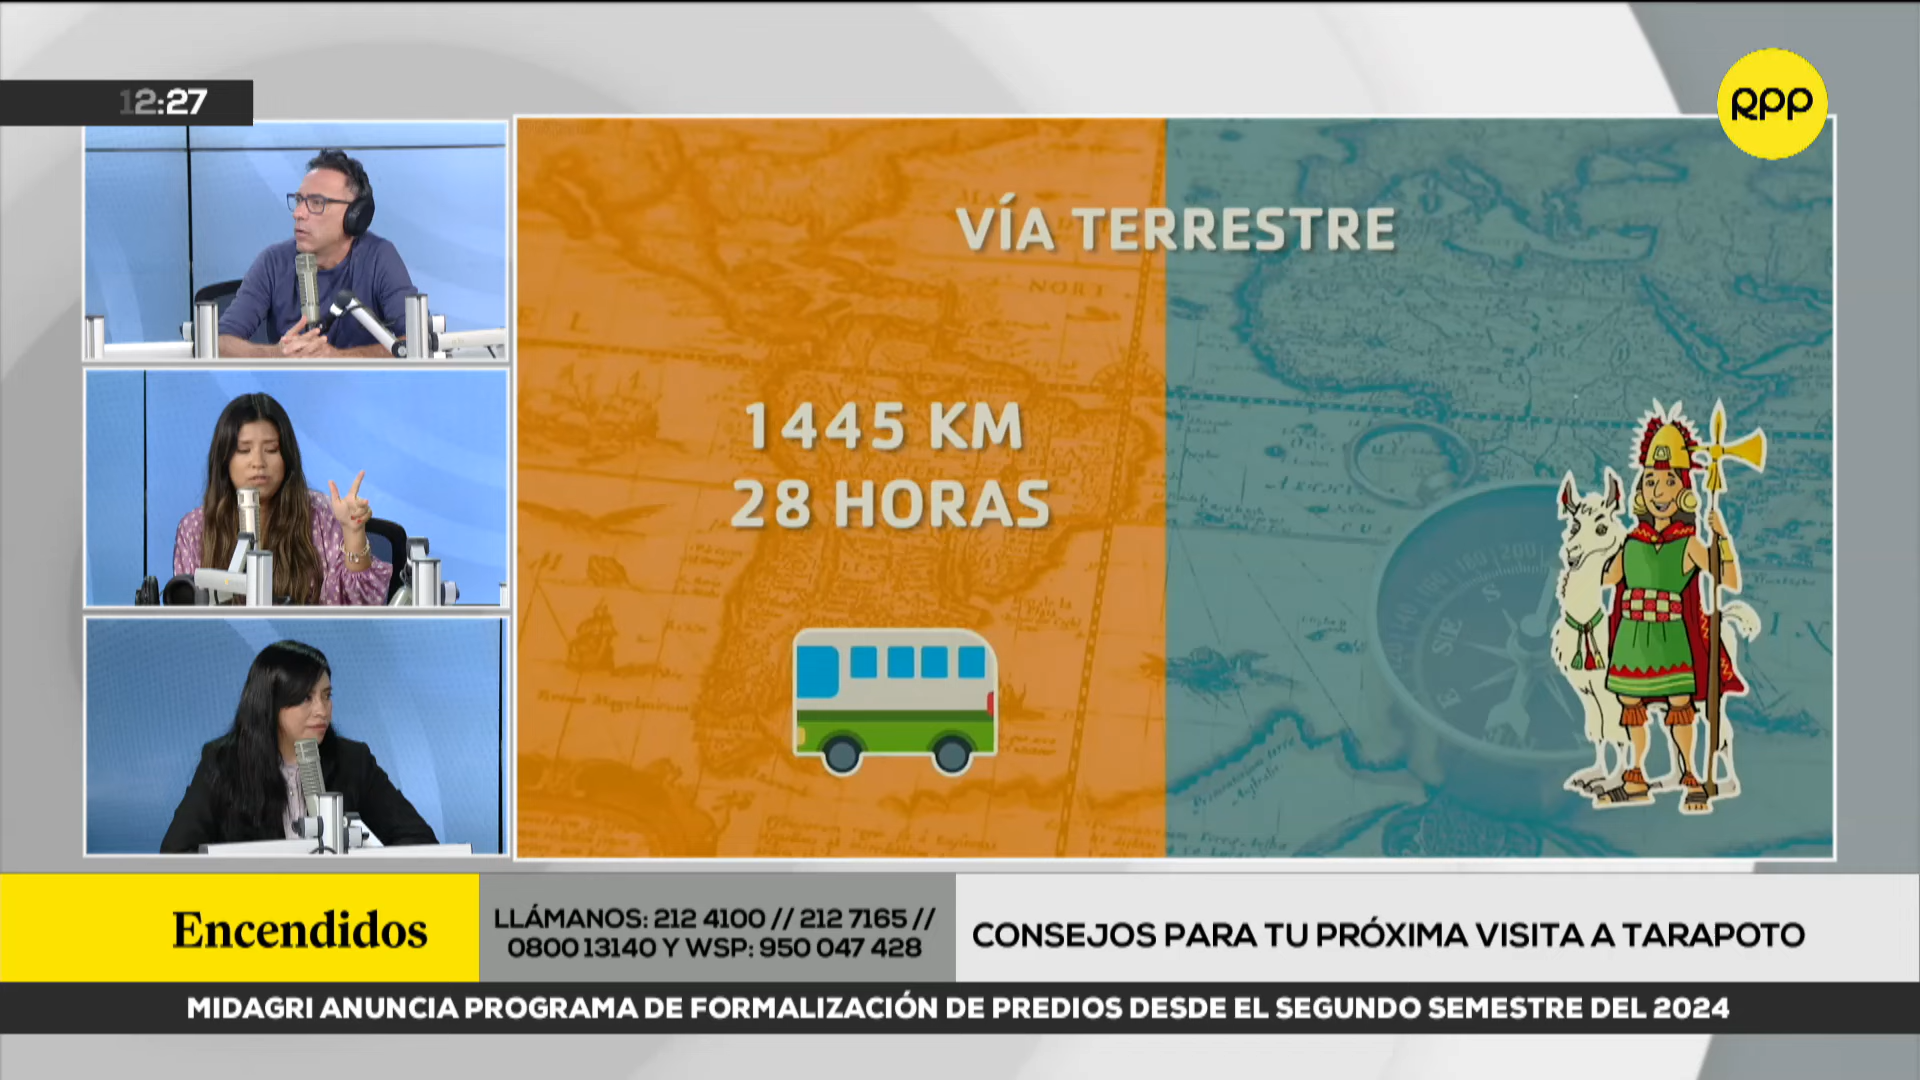 12:27
RPP
VÍA TERRESTRE
1445 KM
28 HORAS
NORT
Encendidos
LLÁMANOS: 212 4100 // 212 7165 //
0800 13140 Y WSP: 950 047 428
CONSEJOS PARA TU PRÓXIMA VISITA A TARAPOTO
MIDAGRI ANUNCIA PROGRAMA DE FORMALIZACIÓN DE PREDIOS DESDE EL SEGUNDO SEMESTRE DEL 2024